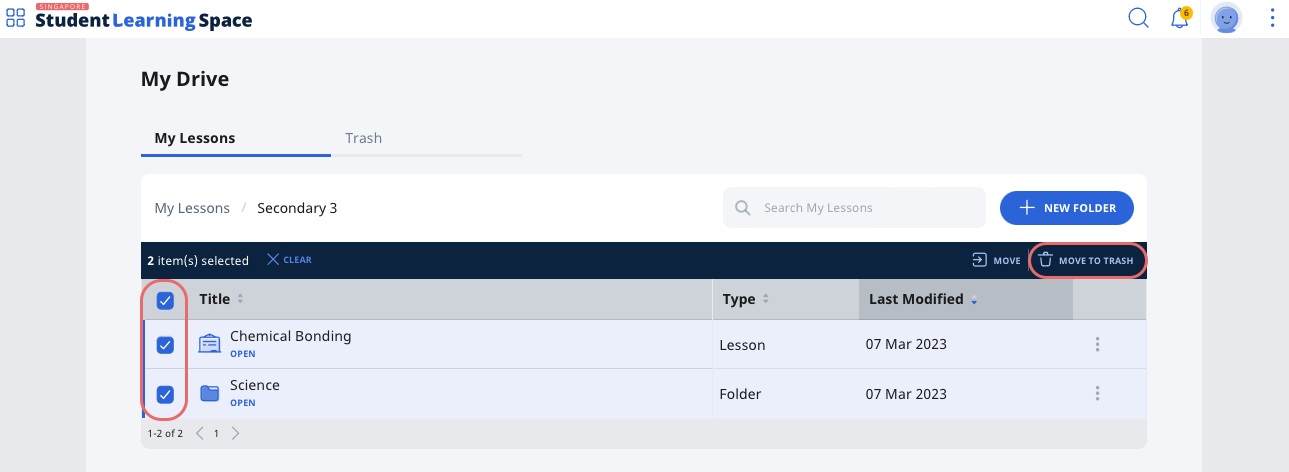 SINGAPORE
Student Learning Space
6
My Drive
My Lessons Trash
My Lessons / Secondary 3 Search My Lessons NEW FOLDER
2 item(s) selected CLEAR MOVE MOVE TO TRASH
Title Type Last Modified
Chemical Bonding Lesson 07 Mar 2023
OPEN
Science Folder 07 Mar 2023
OPEN
1-2 of 2 1